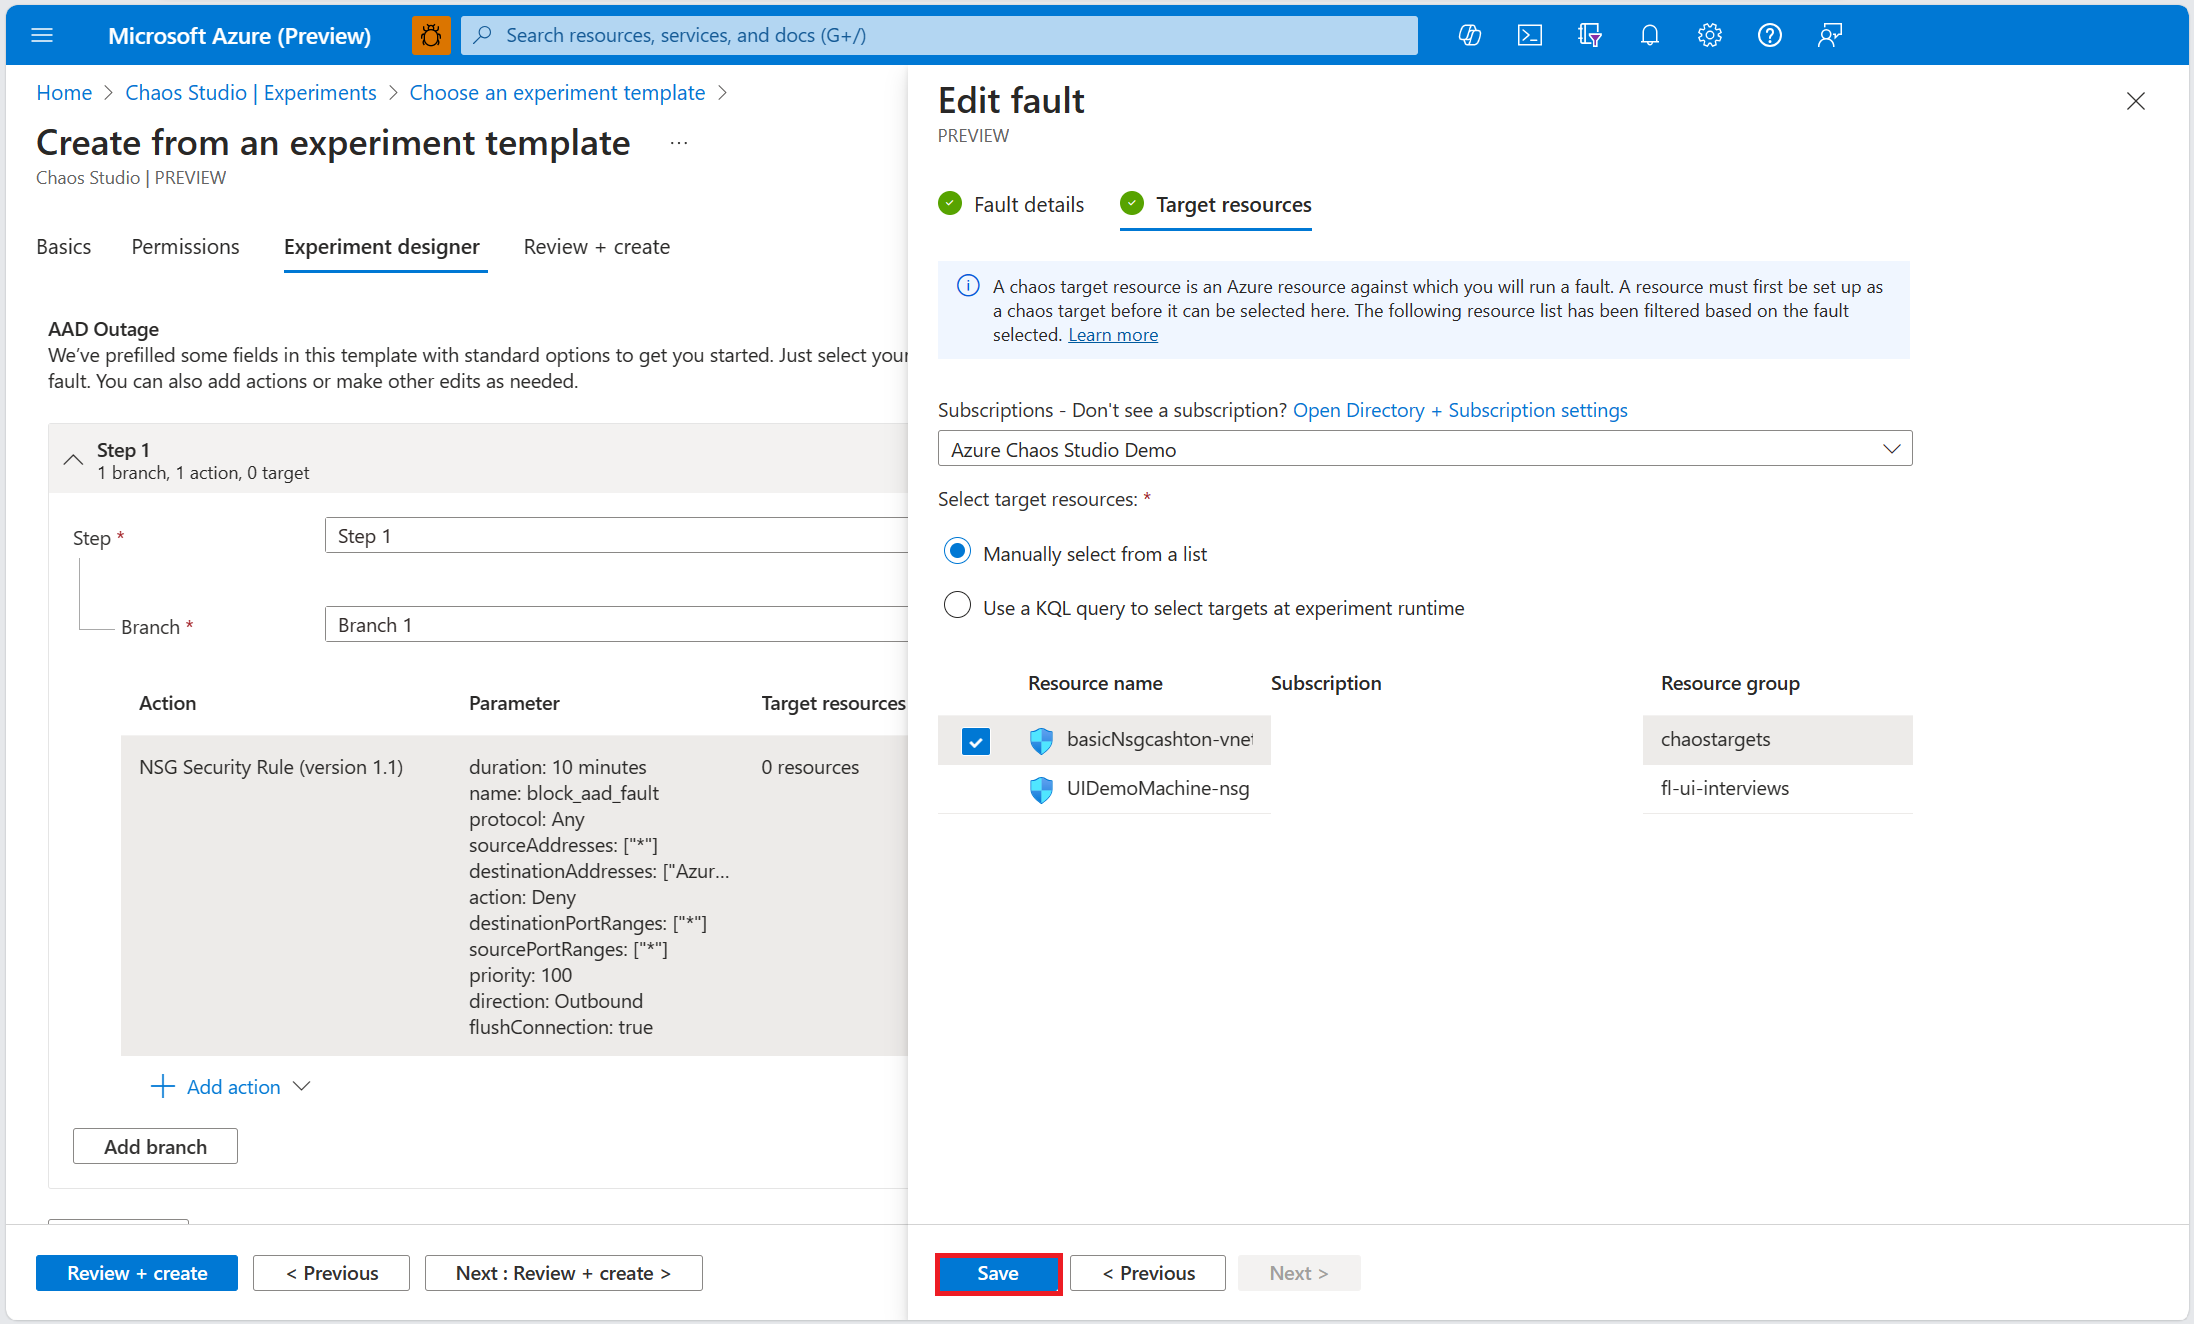 Microsoft Azure (Preview)
Search resources, services, and docs (G+/)
Home > Chaos Studio | Experiments > Choose an experiment template >
Create from an experiment template ...
Chaos Studio | PREVIEW
Basics
Permissions
Experiment designer
Review + create
AAD Outage
We've prefilled some fields in this template with standard options to get you started. Just select your
fault. You can also add actions or make other edits as needed.
Step 1
1 branch, 1 action, 0 target
Step *
Step 1
Branch *
Branch 1
Action
Parameter
Target resources
NSG Security Rule (version 1.1)
duration: 10 minutes
name: block_aad_fault
protocol: Any
sourceAddresses: ["*"]
destinationAddresses: ["Azur...
action: Deny
destinationPortRanges: ["*"]
sourcePortRanges: ["*"]
priority: 100
direction: Outbound
flushConnection: true
0 resources
Add action
Add branch
Review + create
< Previous
Next : Review + create >
Edit fault
PREVIEW
Fault details
Target resources
A chaos target resource is an Azure resource against which you will run a fault. A resource must first be set up as
a chaos target before it can be selected here. The following resource list has been filtered based on the fault
selected. Learn more
Subscriptions - Don't see a subscription? Open Directory + Subscription settings
Azure Chaos Studio Demo
Select target resources: *
Manually select from a list
Use a KQL query to select targets at experiment runtime
Resource name
Subscription
Resource group
basicNsgcashton-vnet
chaostargets
UIDemoMachine-nsg
fl-ui-interviews
Save
< Previous
Next >